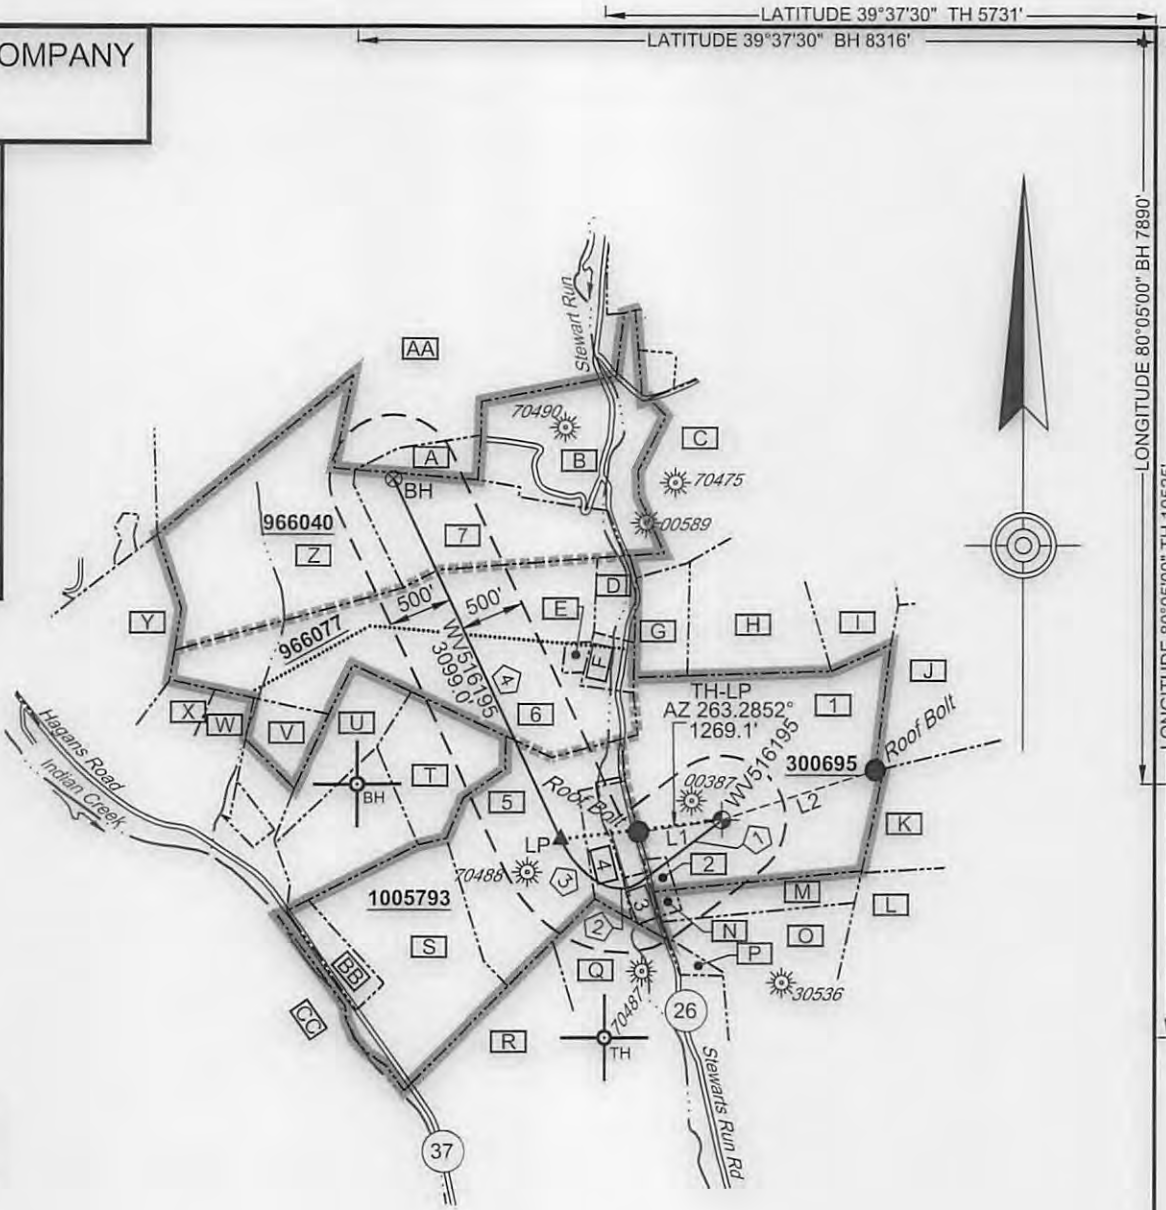 LATITUDE 39°37'30" TH 5731'
LATITUDE 39°37'30" BH 8316'
OMPANY
LONGITUDE 80°05'00" BH 7890'
Stewart Run
AA
70490
A
B
C
BH
70475
00589
966040
7
Z
D
500'
500'
E
Y
966077
G
H
I
F
WV516195
3099.0'
4
J
6
TH-LP
AZ 263.2852°
1269.1'
1
X
W
V
U
Roof Bolt
WV516195
300695
Hagans Road
Indian Creek
T
BH
5
Roof Bolt
00387
L2
LP
L1
1
K
4
2
70488
3
M
1005793
3
L
2
N
S
O
P
BB
Q
70487
30536
CC
26
R
TH
Stewarts Run Rd
37